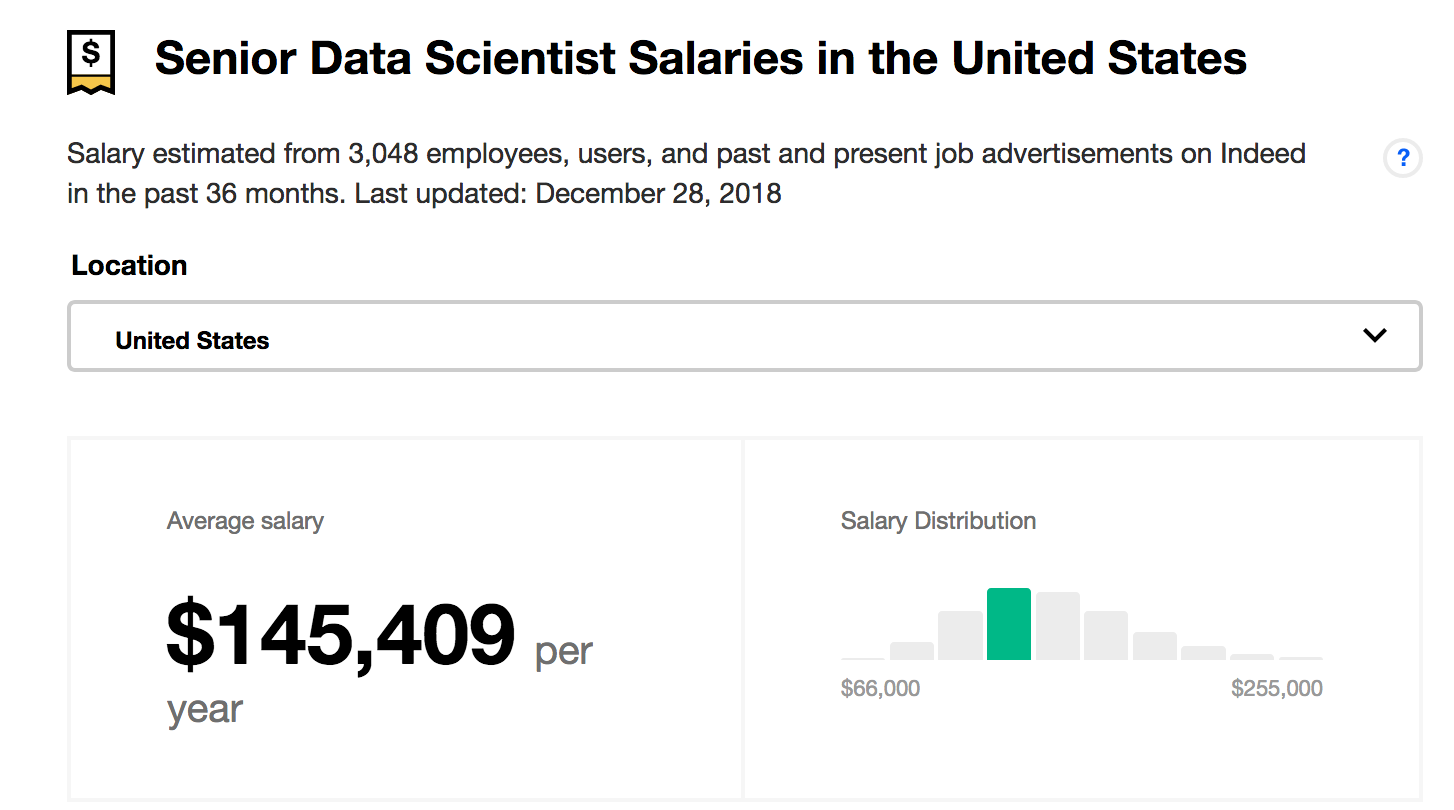 $
Senior Data Scientist Salaries in the United States
Salary estimated from 3,048 employees, users, and past and present job advertisements on Indeed
in the past 36 months. Last updated: December 28, 2018
?
Location
United States
Average salary
$145,409 per
year
Salary Distribution
$66,000
$255,000